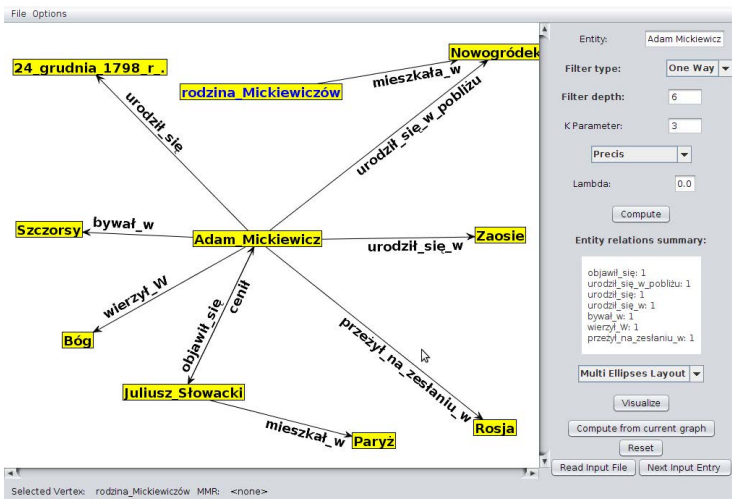 File Options
Nowogródek
24_grudnia_1798_r_.
mieszkała_w
rodzina_Mickiewiczów
urodził_się
urodził_się_w_pobliżu
Szczorsy
bywał_w
Adam_Mickiewicz
urodził_się_w
Zaosie
wierzył_W
objawił_się
cenił
przeżył_na_zesłaniu_w
Bóg
Juliusz_Słowacki
mieszkał_w
Paryż
Rosja
Entity: Adam Mickiewicz
Filter type: One Way
Filter depth: 6
K Parameter: 3
Precis
Lambda: 0.0
Compute
Entity relations summary:
objawił_się: 1
urodził_się_w_pobliżu: 1
urodził_się: 1
urodził_się_w: 1
bywał_w: 1
wierzył_W: 1
przeżył_na_zesłaniu_w: 1
Multi Ellipses Layout
Visualize
Compute from current graph
Reset
Read Input File Next Input Entry
Selected Vertex: rodzina_Mickiewiczów MMR: <none>